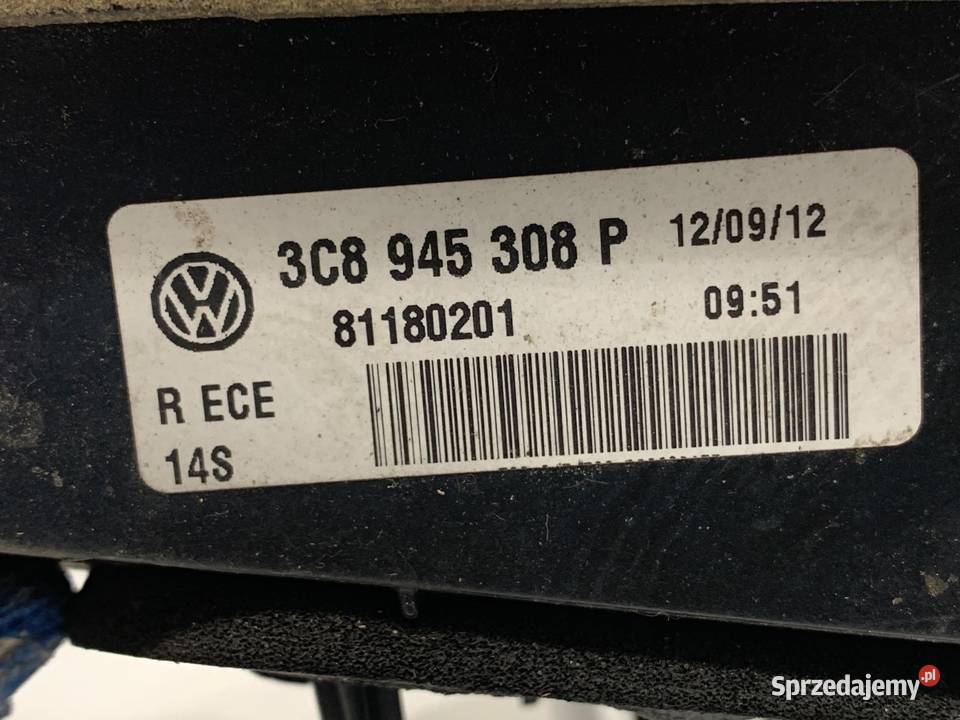 3C8 945 308 P 12/09/12
81180201 09:51
R ECE
14S
Sprzedajemy.pl